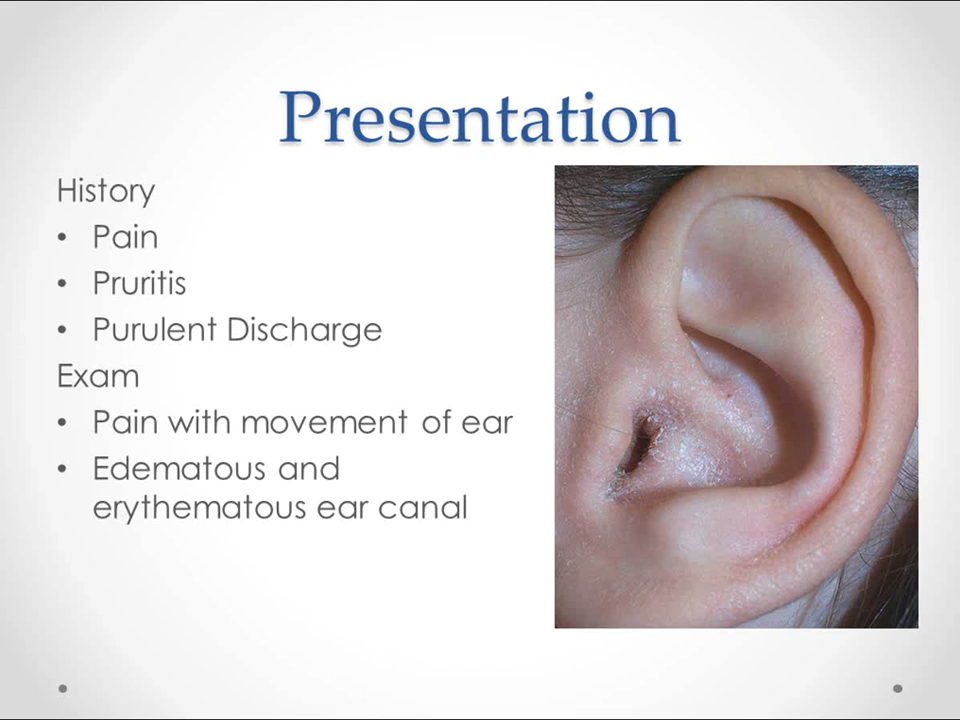 Presentation
History
• Pain
• Pruritis
• Purulent Discharge
Exam
• Pain with movement of ear
• Edematous and
erythematous ear canal